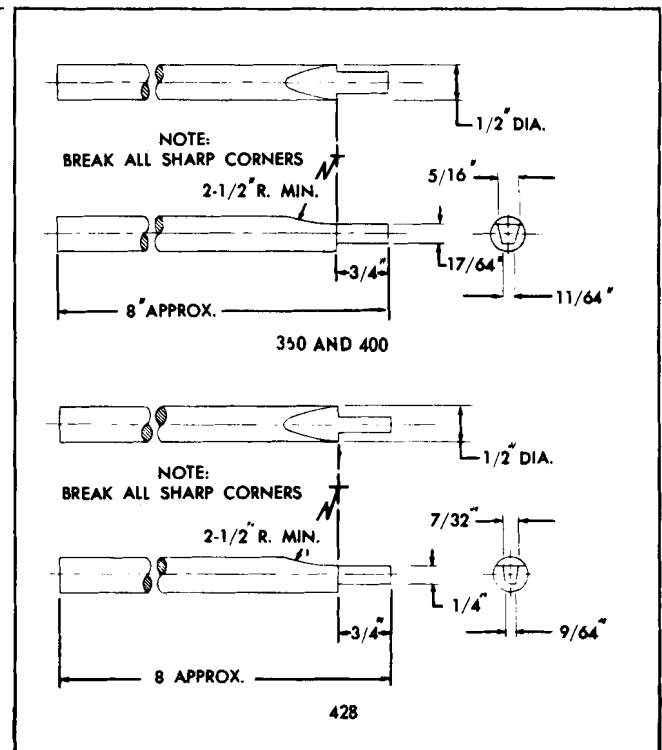 1/2" DIA.
NOTE:
BREAK ALL SHARP CORNERS
2-1/2" R. MIN.
5/16"
17/64"
3/4"
11/64"
8" APPROX.
350 AND 400
1/2" DIA.
NOTE:
BREAK ALL SHARP CORNERS
2-1/2" R. MIN.
7/32"
1/4"
3/4"
9/64"
8 APPROX.
428